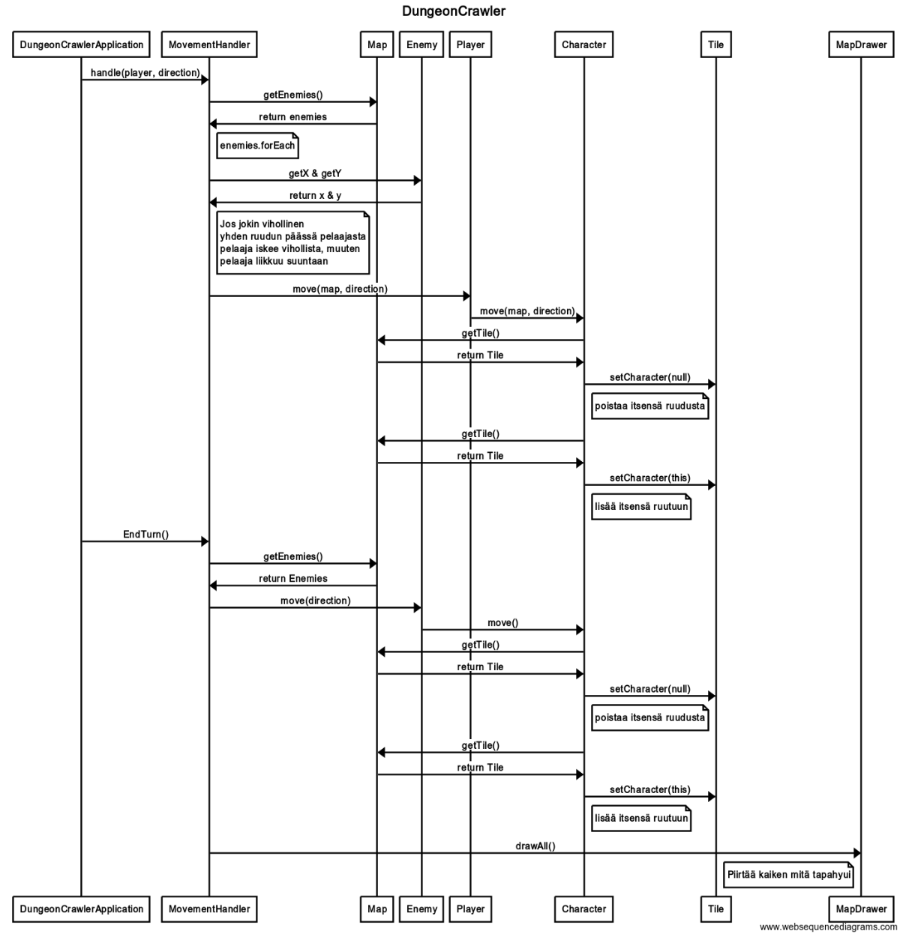 DungeonCrawler
DungeonCrawlerApplication MovementHandler Map Enemy Player Character Tile MapDrawer
handle(player, direction)
getEnemies()
return enemies
enemies.forEach
getX & getY
return x & y
Jos jokin vihollinen
yhden ruudun päässä pelaajasta
pelaaja iskee vihollista, muuten
pelaaja liikkuu suuntaan
move(map, direction)
move(map, direction)
getTile()
return Tile
setCharacter(null)
poistaa itsensä ruudusta
getTile()
return Tile
setCharacter(this)
lisää itsensä ruutuun
EndTurn()
getEnemies()
return Enemies
move(direction)
move()
getTile()
return Tile
setCharacter(null)
poistaa itsensä ruudusta
getTile()
return Tile
setCharacter(this)
lisää itsensä ruutuun
drawAll()
Piirtää kaiken mitä tapahyui
DungeonCrawlerApplication MovementHandler Map Enemy Player Character Tile MapDrawer
www.websequencediagrams.com